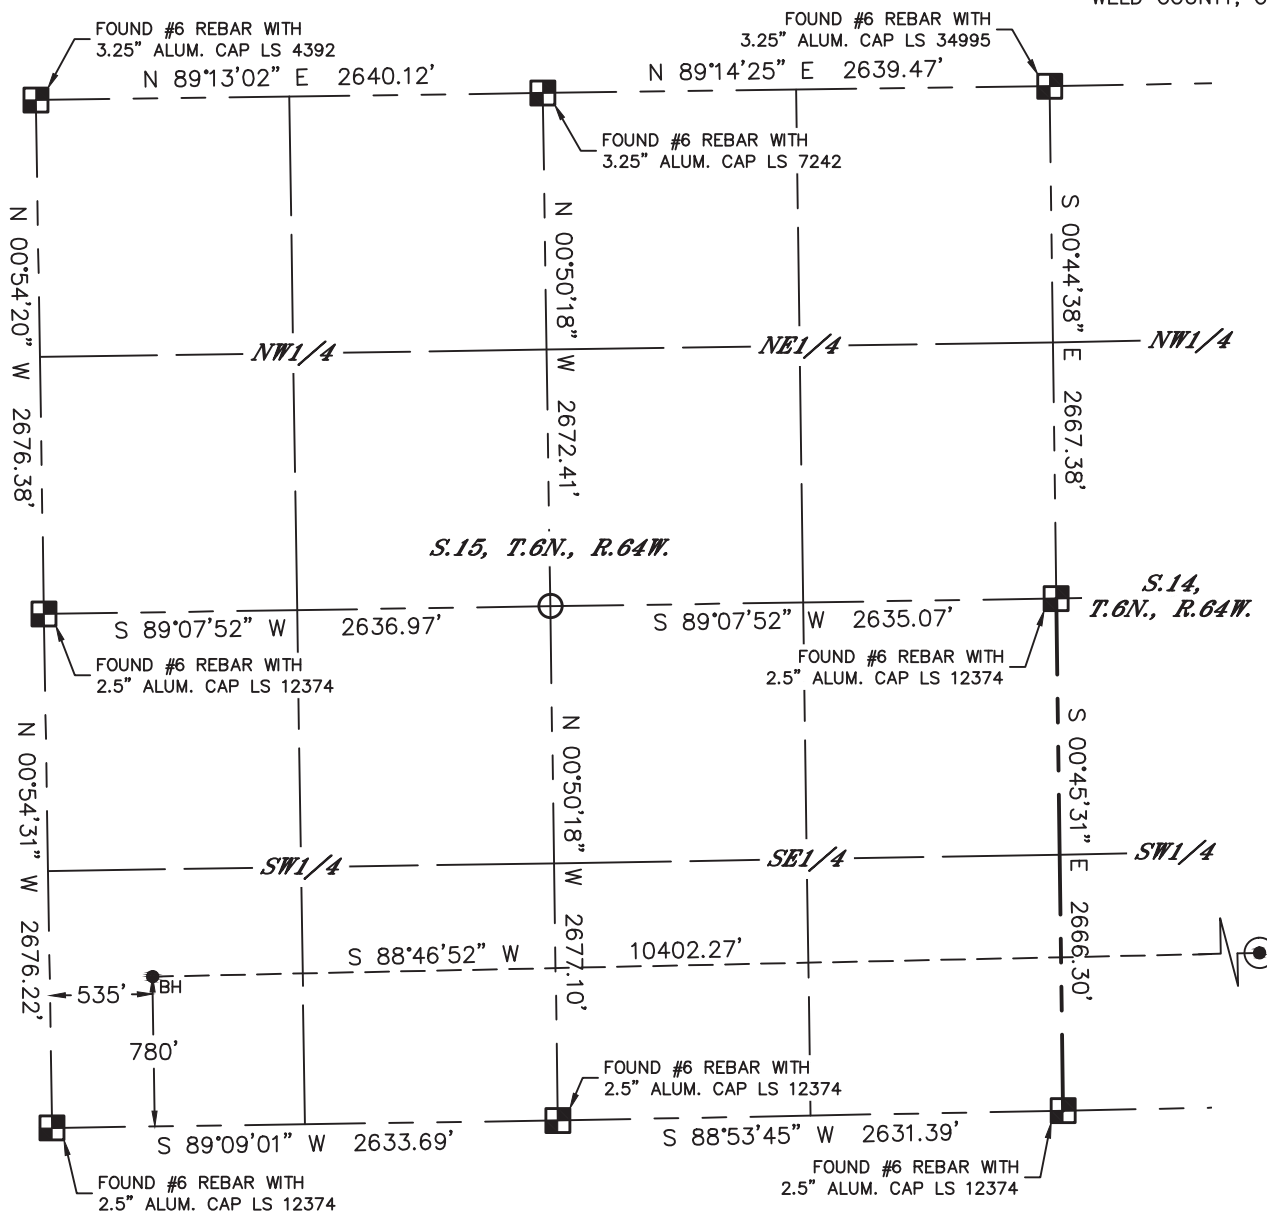 WELD COUNTY, C
FOUND #6 REBAR WITH
3.25" ALUM. CAP LS 4392
FOUND #6 REBAR WITH
3.25" ALUM. CAP LS 34995
N 89°13'02" E 2640.12'
N 89°14'25" E 2639.47'
FOUND #6 REBAR WITH
3.25" ALUM. CAP LS 7242
N 00°54'20" W 2676.38'
N 00°50'18" W 2672.41'
S 00°44'38" E 2667.38'
NW1/4
NE1/4
NW1/4
S.15, T.6N., R.64W.
S.14,
T.6N., R.64W.
S 89°07'52" W 2636.97'
S 89°07'52" W 2635.07'
FOUND #6 REBAR WITH
2.5" ALUM. CAP LS 12374
FOUND #6 REBAR WITH
2.5" ALUM. CAP LS 12374
N 00°54'31" W 2676.22'
N 00°50'18" W 2677.10'
S 00°45'31" E 2666.30'
SW1/4
SE1/4
SW1/4
S 88°46'52" W 10402.27'
BH
535'
780'
FOUND #6 REBAR WITH
2.5" ALUM. CAP LS 12374
S 89°09'01" W 2633.69'
S 88°53'45" W 2631.39'
FOUND #6 REBAR WITH
2.5" ALUM. CAP LS 12374
FOUND #6 REBAR WITH
2.5" ALUM. CAP LS 12374